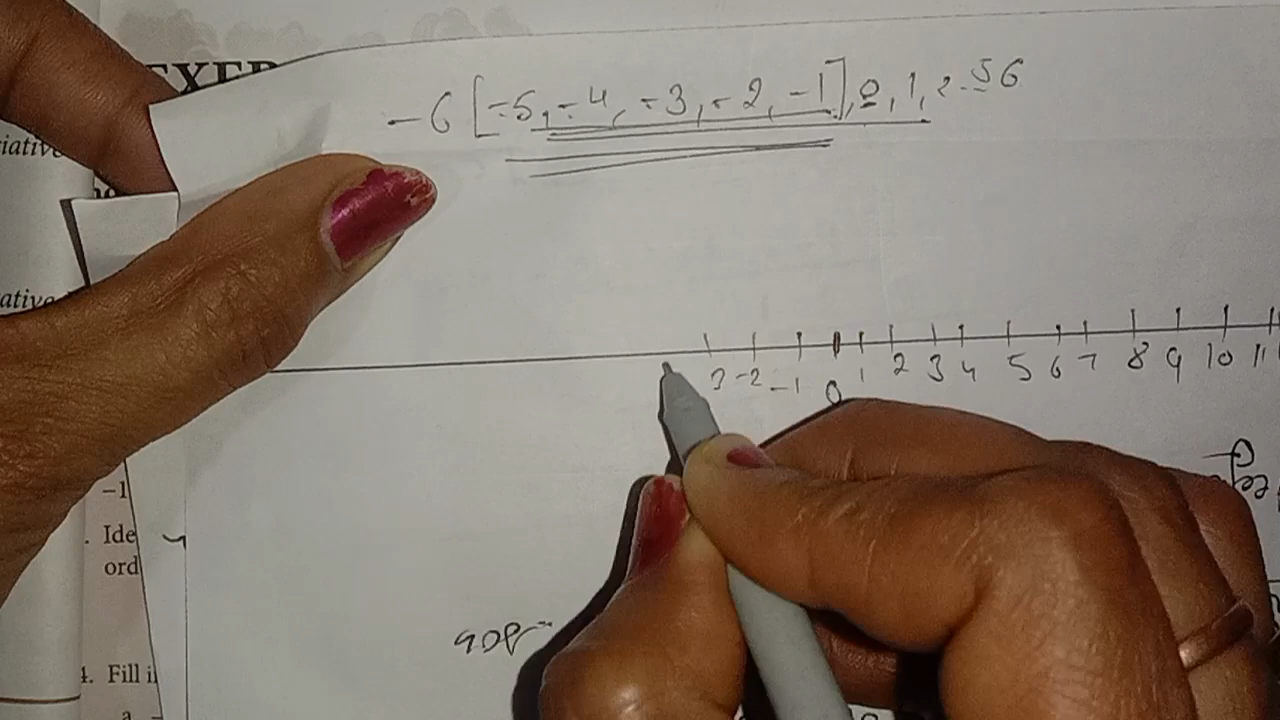 EXER
-6 [-5, -4, -3, -2, -1], 0, 1, 2. 56
3 -2 -1 0 1 2 3 4 5 6 7 8 9 10 11
-1
. Ide
ord
4. Fill i
a